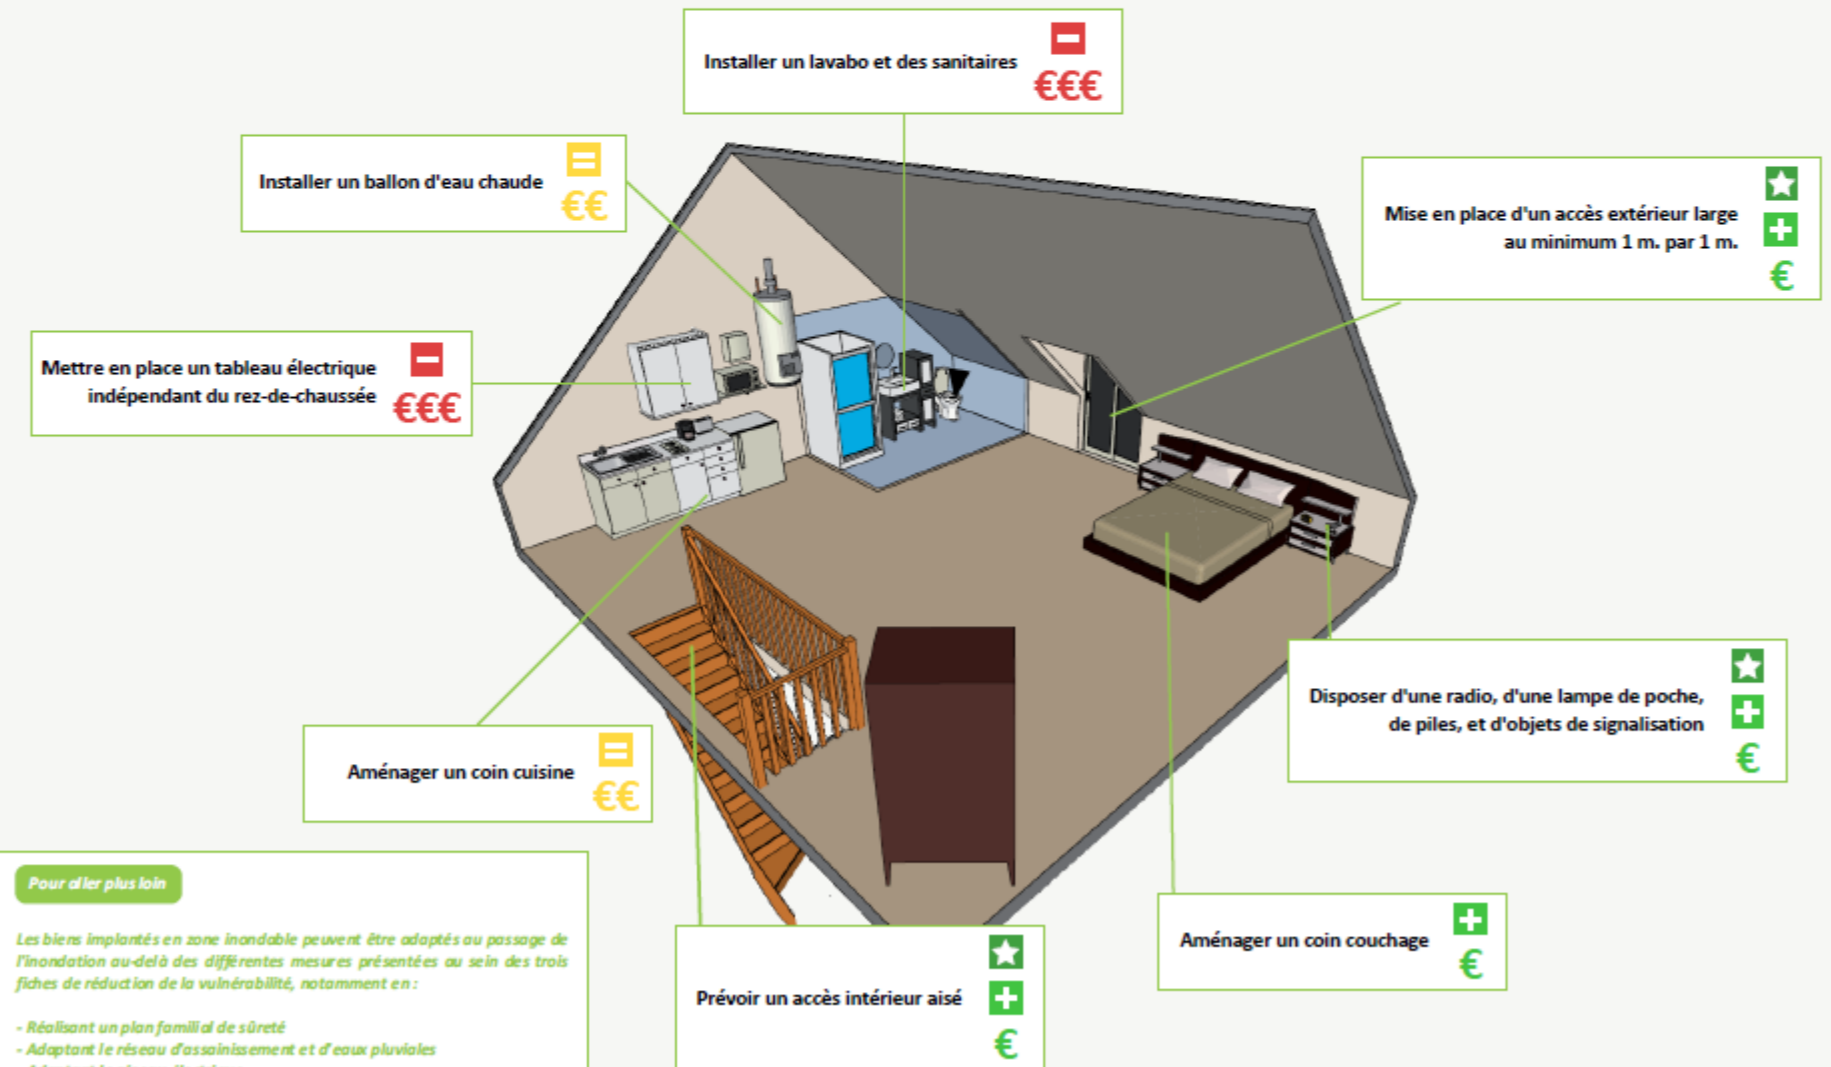 Installer un lavabo et des sanitaires
€€€
Installer un ballon d'eau chaude
€€
Mise en place d'un accès extérieur large
au minimum 1 m. par 1 m.
€
Mettre en place un tableau électrique
indépendant du rez-de-chaussée
€€€
Disposer d'une radio, d'une lampe de poche,
de piles, et d'objets de signalisation
€
Aménager un coin cuisine
€€
Aménager un coin couchage
€
Prévoir un accès intérieur aisé
€
Pour aller plus loin
Les biens implantés en zone inondable peuvent être adaptés au passage de
l'inondation au-delà des différentes mesures présentées au sein des trois
fiches de réduction de la vulnérabilité, notamment en :
- Réalisant un plan familial de sûreté
- Adaptant le réseau d'assainissement et d'eaux pluviales